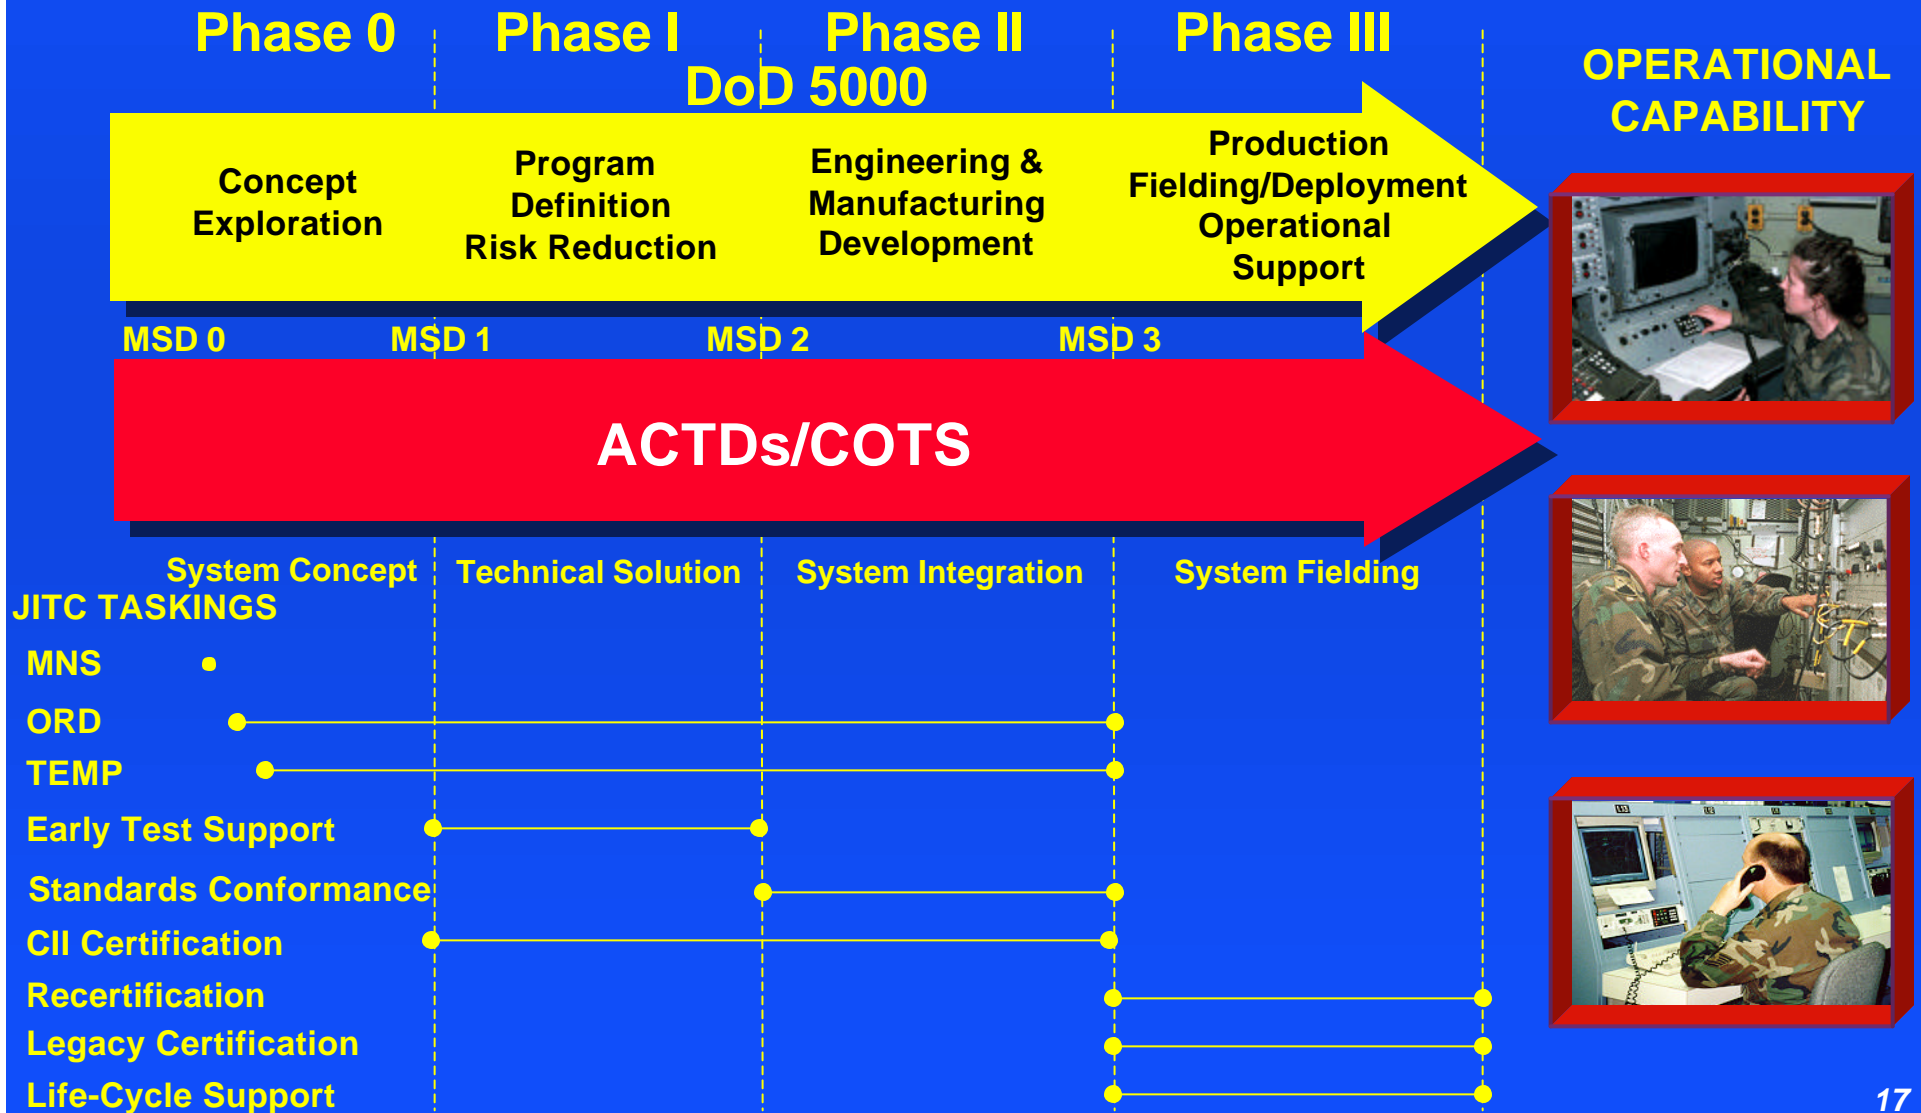 Phase 0
Phase I
Phase II
Phase III
DoD 5000
OPERATIONAL
CAPABILITY
Concept
Exploration
Program
Definition
Risk Reduction
Engineering &
Manufacturing
Development
Production
Fielding/Deployment
Operational
Support
MSD 0
MSD 1
MSD 2
MSD 3
ACTDs/COTS
System Concept
Technical Solution
System Integration
System Fielding
JITC TASKINGS
MNS
ORD
TEMP
Early Test Support
Standards Conformance
CII Certification
Recertification
Legacy Certification
Life-Cycle Support
17